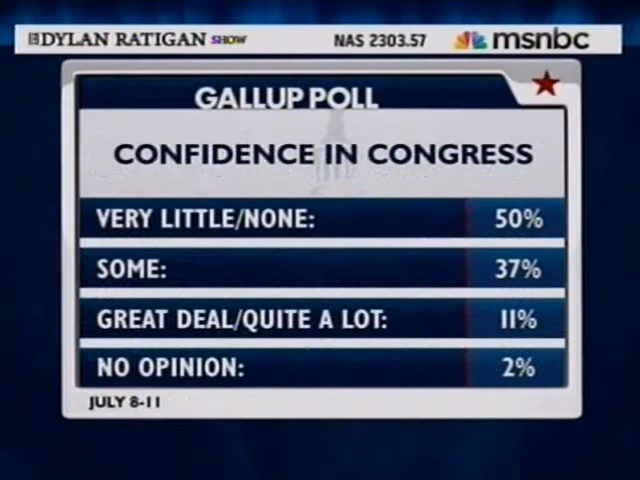 THE DYLAN RATIGAN SHOW NAS 2303.57 msnbc
GALLUP POLL
CONFIDENCE IN CONGRESS
VERY LITTLE/NONE: 50%
SOME: 37%
GREAT DEAL/QUITE A LOT: 11%
NO OPINION: 2%
JULY 8-11